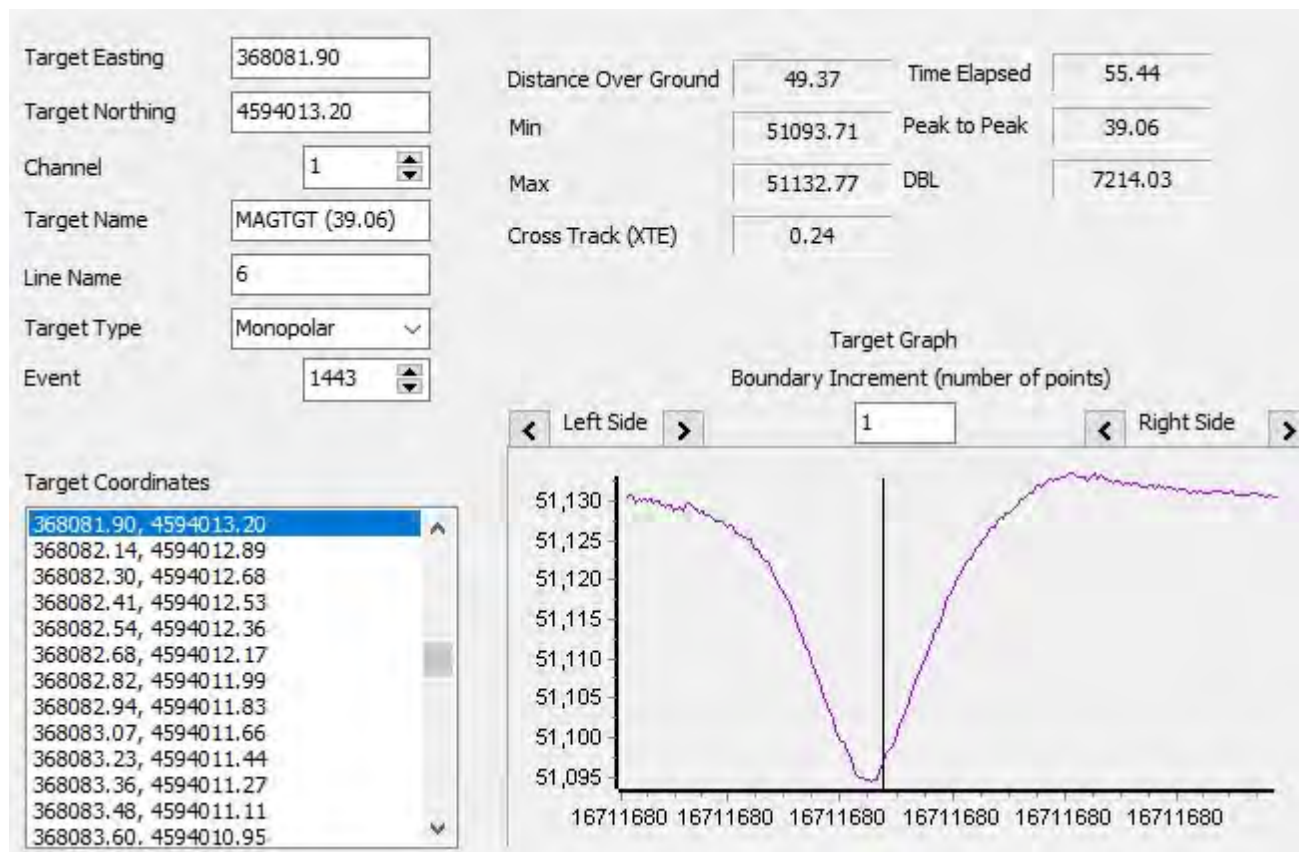 Target Easting 368081.90
Target Northing 4594013.20
Channel 1
Target Name MAGTGT (39.06)
Line Name 6
Target Type Monopolar
Event 1443
Distance Over Ground 49.37 Time Elapsed 55.44
Min 51093.71 Peak to Peak 39.06
Max 51132.77 DBL 7214.03
Cross Track (XTE) 0.24
Target Coordinates
368081.90, 4594013.20
368082.14, 4594012.89
368082.30, 4594012.68
368082.41, 4594012.53
368082.54, 4594012.36
368082.68, 4594012.17
368082.82, 4594011.99
368082.94, 4594011.83
368083.07, 4594011.66
368083.23, 4594011.44
368083.36, 4594011.27
368083.48, 4594011.11
368083.60, 4594010.95
Target Graph
Boundary Increment (number of points)
< Left Side > 1 < Right Side >
51,130
51,125
51,120
51,115
51,110
51,105
51,100
51,095
16711680 16711680 16711680 16711680 16711680 16711680